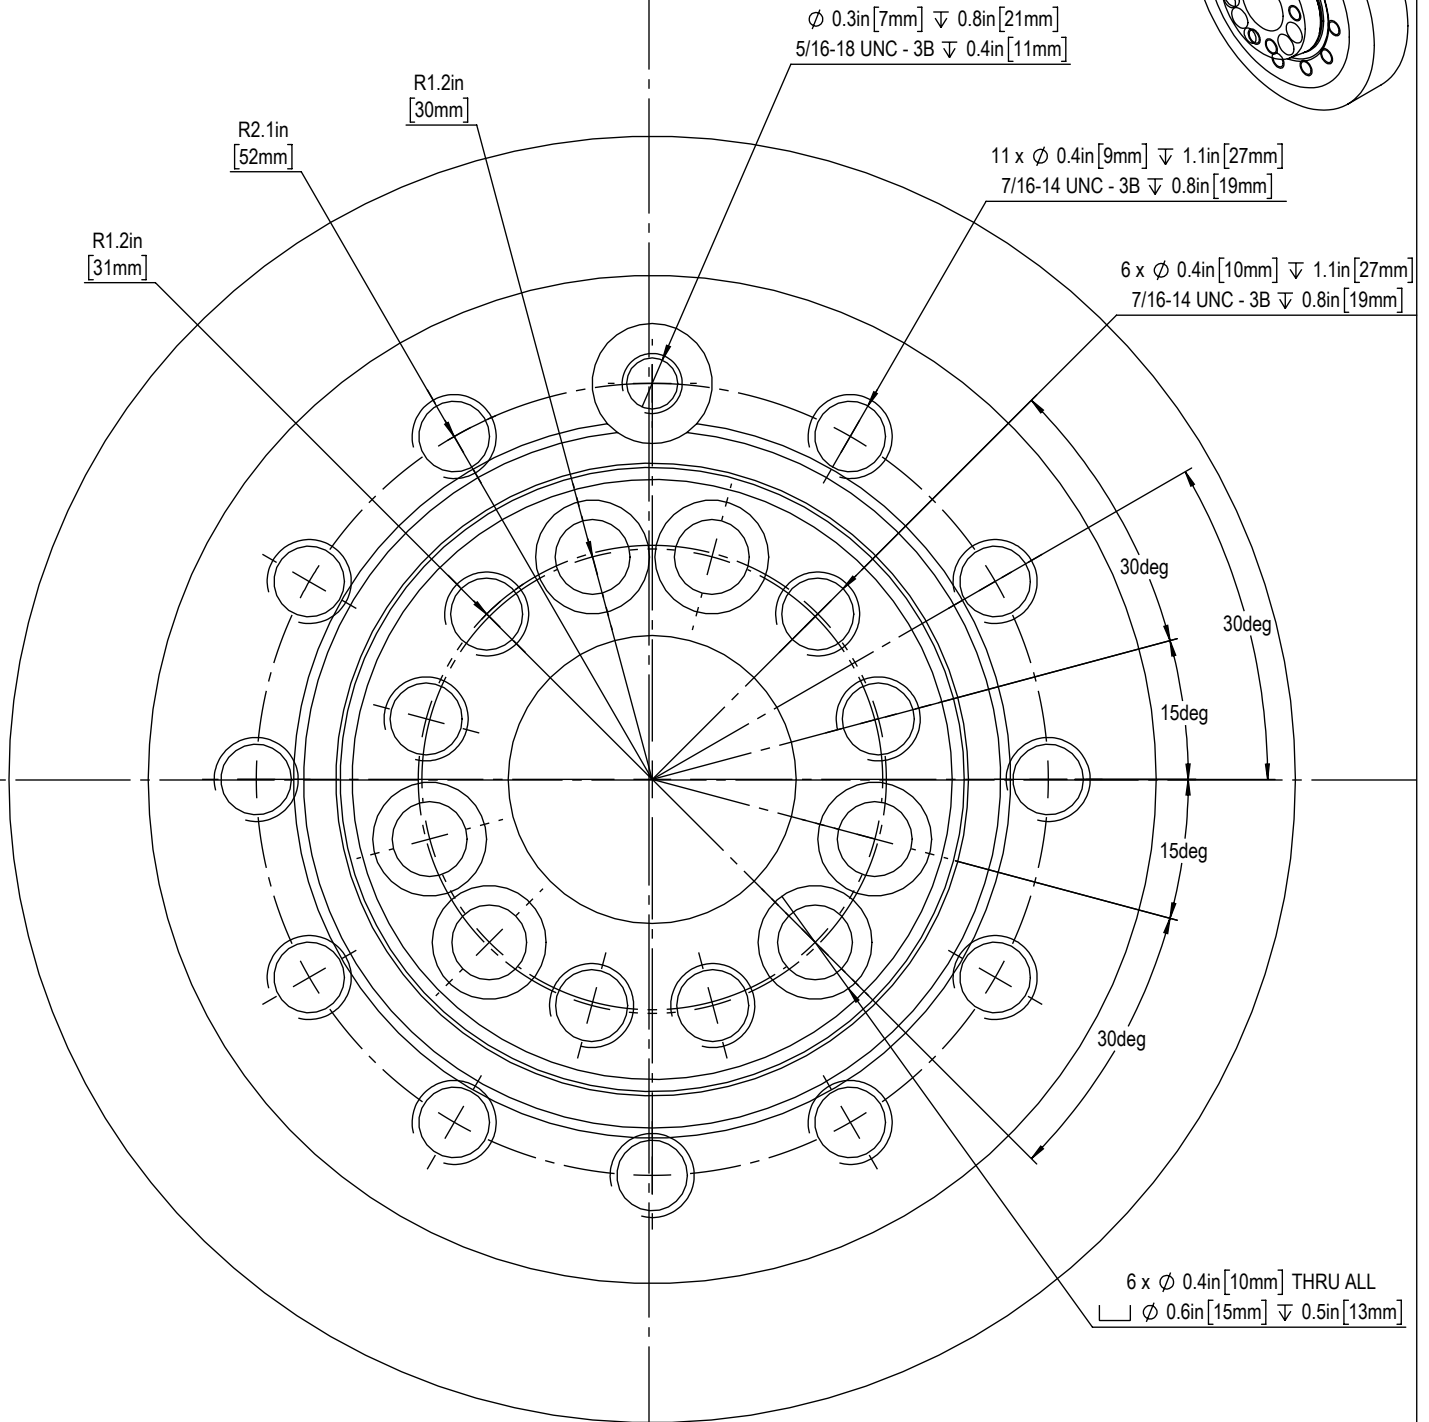 ⌀ 0.3in[7mm] ↧ 0.8in[21mm]
5/16-18 UNC - 3B ↧ 0.4in[11mm]
R1.2in
[30mm]
R2.1in
[52mm]
11 x ⌀ 0.4in[9mm] ↧ 1.1in[27mm]
7/16-14 UNC - 3B ↧ 0.8in[19mm]
R1.2in
[31mm]
6 x ⌀ 0.4in[10mm] ↧ 1.1in[27mm]
7/16-14 UNC - 3B ↧ 0.8in[19mm]
30deg
30deg
15deg
15deg
30deg
6 x ⌀ 0.4in[10mm] THRU ALL
⌴ ⌀ 0.6in[15mm] ↧ 0.5in[13mm]